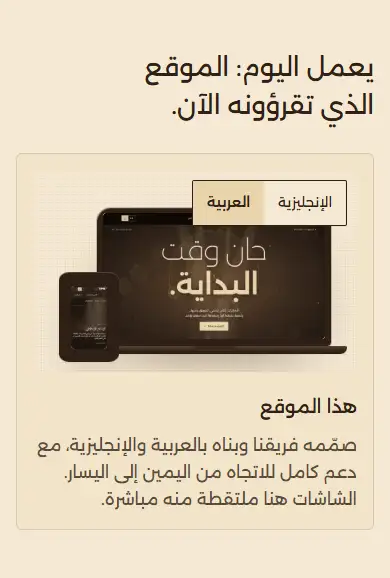 يعمل اليوم: الموقع
الذي تقرؤونه الآن.
الإنجليزية
العربية
حان وقت
البداية.
هذا الموقع
صمّمه فريقنا وبناه بالعربية والإنجليزية، مع
دعم كامل للاتجاه من اليمين إلى اليسار.
الشاشات هنا ملتقطة منه مباشرة.